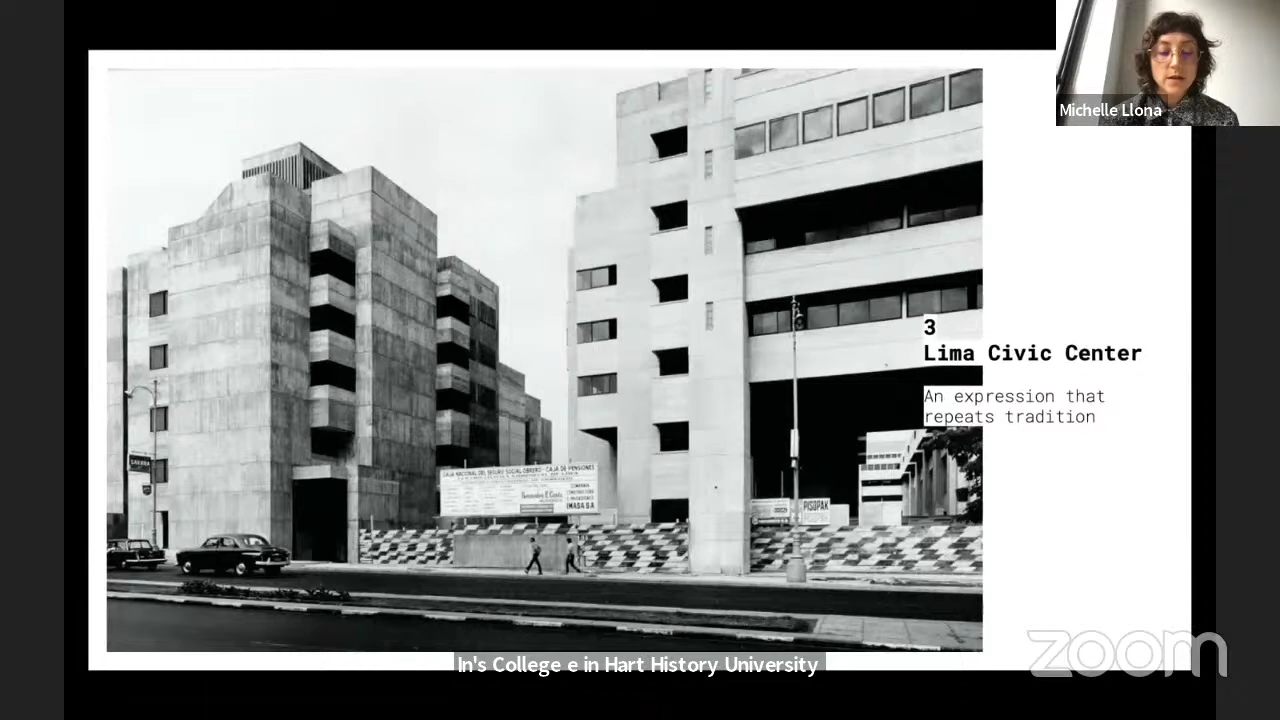 Michelle Llona
3
Lima Civic Center
An expression that
repeats tradition
CAJA NACIONAL DEL SEGURO SOCIAL OBRERO - CAJA DE PENSIONES
IMASA S.A.
PISOPAK
In's College e in Hart History University
zoom